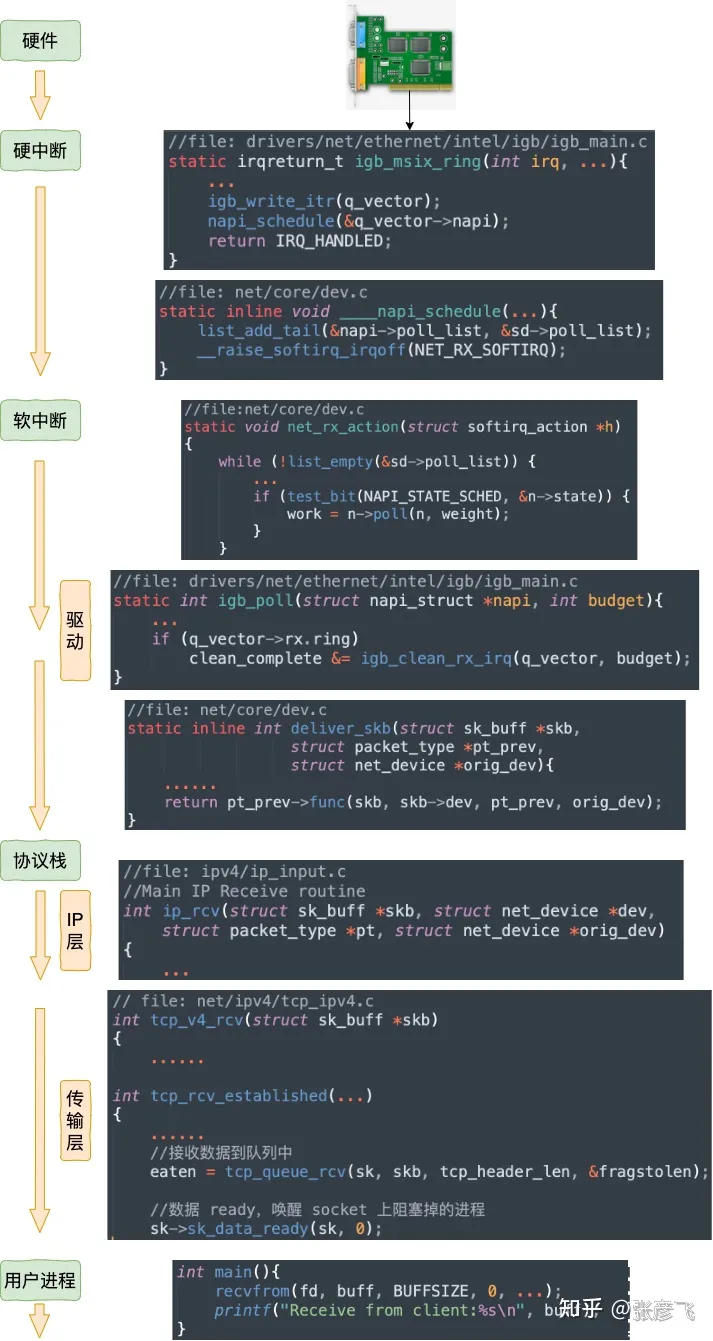 硬件
硬中断
//file: drivers/net/ethernet/intel/igb/igb_main.c
static irqreturn_t igb_msix_ring(int irq, ...){
...
igb_write_itr(q_vector);
napi_schedule(&q_vector->napi);
return IRQ_HANDLED;
}
//file: net/core/dev.c
static inline void ____napi_schedule(...){
list_add_tail(&napi->poll_list, &sd->poll_list);
__raise_softirq_irqoff(NET_RX_SOFTIRQ);
}
软中断
//file:net/core/dev.c
static void net_rx_action(struct softirq_action *h)
{
while (!list_empty(&sd->poll_list)) {
...
if (test_bit(NAPI_STATE_SCHED, &n->state)) {
work = n->poll(n, weight);
}
}
驱动
//file: drivers/net/ethernet/intel/igb/igb_main.c
static int igb_poll(struct napi_struct *napi, int budget){
...
if (q_vector->rx.ring)
clean_complete &= igb_clean_rx_irq(q_vector, budget);
}
//file: net/core/dev.c
static inline int deliver_skb(struct sk_buff *skb,
struct packet_type *pt_prev,
struct net_device *orig_dev){
......
return pt_prev->func(skb, skb->dev, pt_prev, orig_dev);
}
协议栈
IP
层
//file: ipv4/ip_input.c
//Main IP Receive routine
int ip_rcv(struct sk_buff *skb, struct net_device *dev,
struct packet_type *pt, struct net_device *orig_dev)
{
...
传输层
// file: net/ipv4/tcp_ipv4.c
int tcp_v4_rcv(struct sk_buff *skb)
{
......
int tcp_rcv_established(...)
{
......
//接收数据到队列中
eaten = tcp_queue_rcv(sk, skb, tcp_header_len, &fragstolen);
//数据 ready，唤醒 socket 上阻塞掉的进程
sk->sk_data_ready(sk, 0);
用户进程
int main(){
recvfrom(fd, buff, BUFFSIZE, 0, ...);
printf("Receive from client:%s\n",
}
知乎 @张彦飞